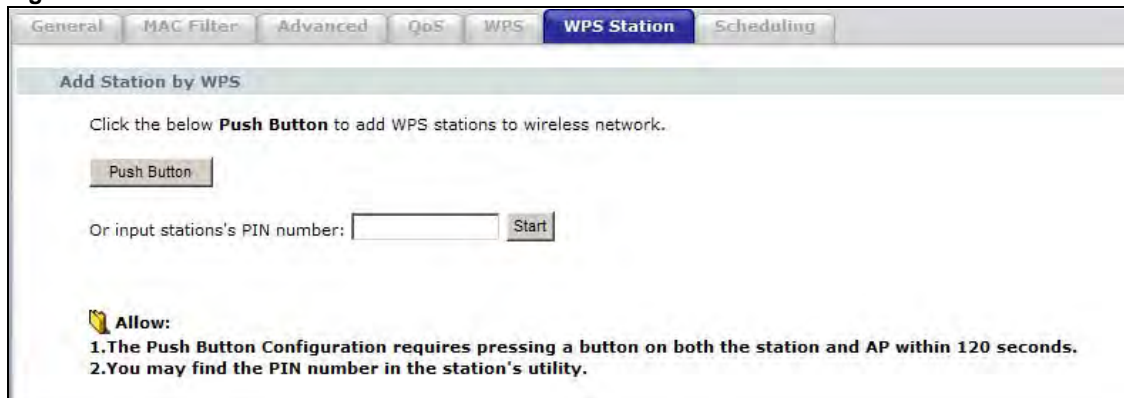 General MAC Filter Advanced QoS WPS WPS Station Scheduling
Add Station by WPS
Click the below Push Button to add WPS stations to wireless network.
Push Button
Or input stations's PIN number: Start
Allow:
1.The Push Button Configuration requires pressing a button on both the station and AP within 120 seconds.
2.You may find the PIN number in the station's utility.